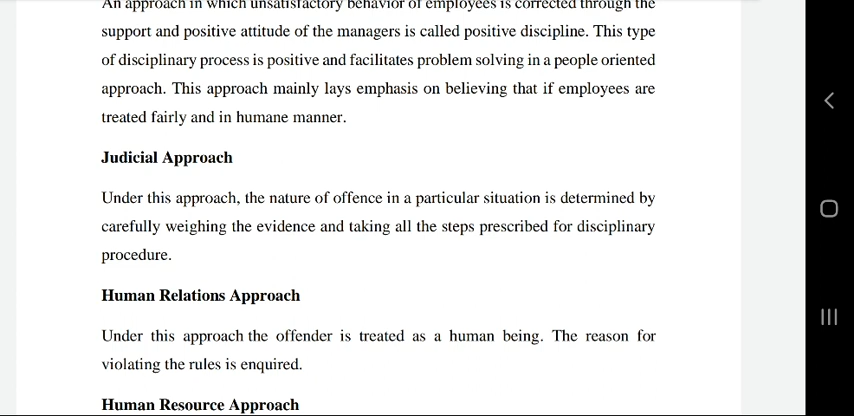 An approach in which unsatisfactory behavior of employees is corrected through the
support and positive attitude of the managers is called positive discipline. This type
of disciplinary process is positive and facilitates problem solving in a people oriented
approach. This approach mainly lays emphasis on believing that if employees are
treated fairly and in humane manner.
Judicial Approach
Under this approach, the nature of offence in a particular situation is determined by
carefully weighing the evidence and taking all the steps prescribed for disciplinary
procedure.
Human Relations Approach
Under this approach the offender is treated as a human being. The reason for
violating the rules is enquired.
Human Resource Approach